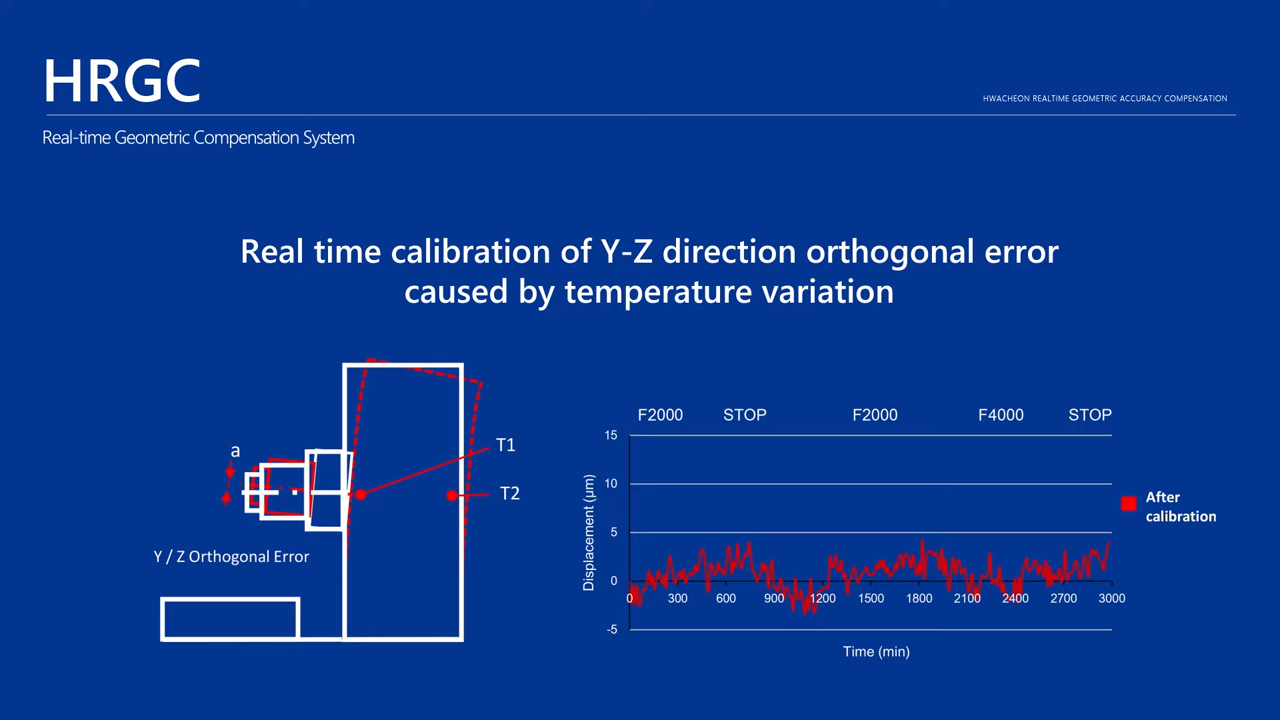 HRGC
HWACHEON REALTIME GEOMETRIC ACCURACY COMPENSATION
Real-time Geometric Compensation System
Real time calibration of Y-Z direction orthogonal error
caused by temperature variation
a
T1
T2
Y / Z Orthogonal Error
F2000 STOP F2000 F4000 STOP
15
10
5
0
-5
Displacement (μm)
0 300 600 900 1200 1500 1800 2100 2400 2700 3000
Time (min)
After
calibration